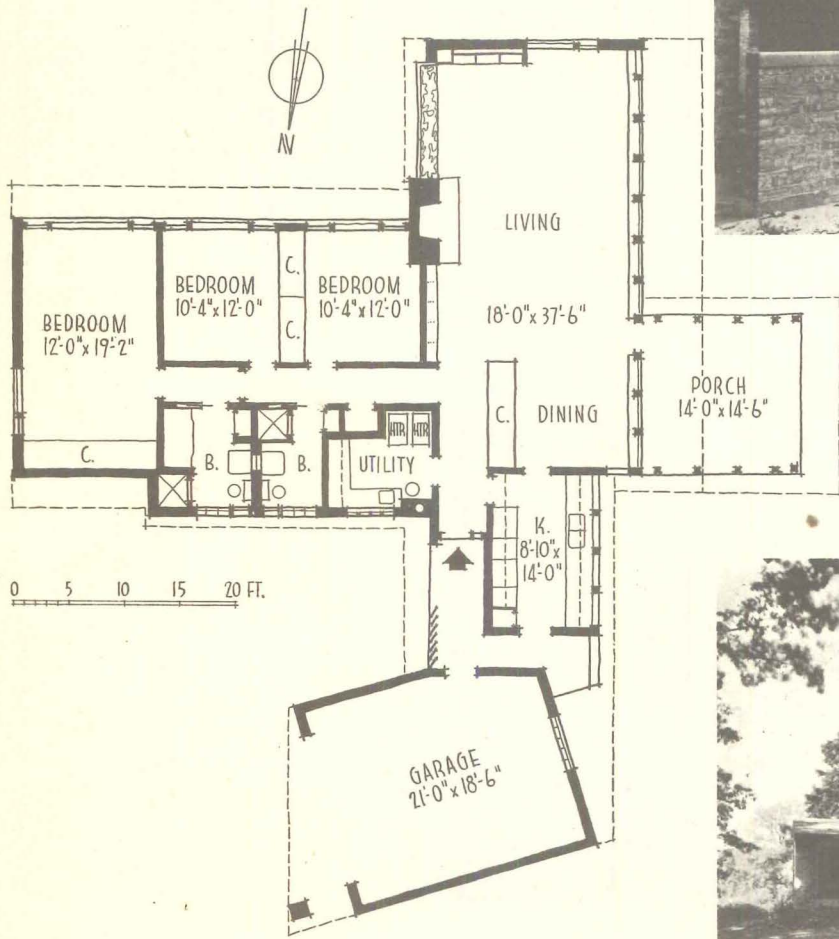 N
LIVING
18'-0" x 37'-6"
BEDROOM
12'-0" x 19'-2"
BEDROOM
10'-4" x 12'-0"
C.
C.
BEDROOM
10'-4" x 12'-0"
PORCH
14'-0" x 14'-6"
C.
DINING
C.
B.
B.
HTR.
HTR.
UTILITY
K.
8'-10" x
14'-0"
0 5 10 15 20 FT.
GARAGE
21'-0" x 18'-6"